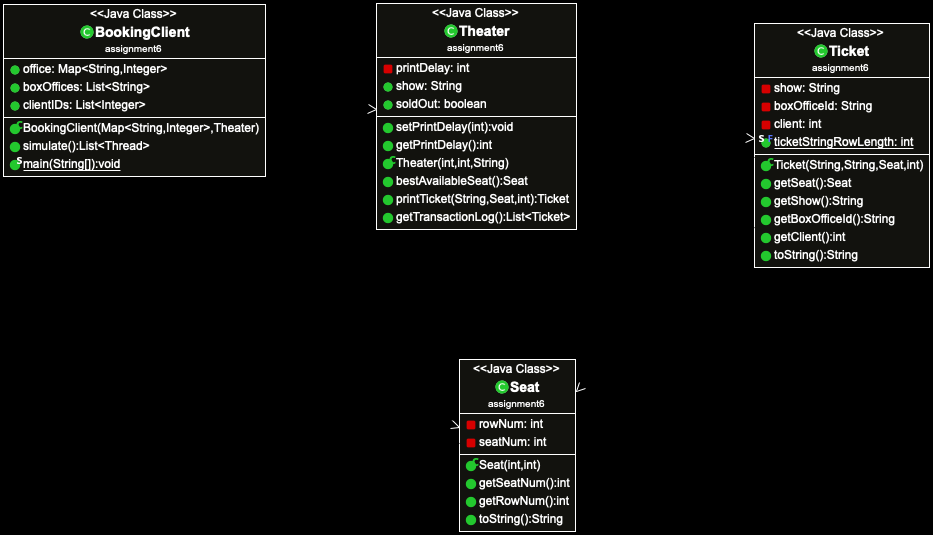 <<Java Class>>
BookingClient
assignment6
office: Map<String,Integer>
boxOffices: List<String>
clientIDs: List<Integer>
BookingClient(Map<String,Integer>,Theater)
simulate():List<Thread>
main(String[]):void
<<Java Class>>
Theater
assignment6
printDelay: int
show: String
soldOut: boolean
setPrintDelay(int):void
getPrintDelay():int
Theater(int,int,String)
bestAvailableSeat():Seat
printTicket(String,Seat,int):Ticket
getTransactionLog():List<Ticket>
<<Java Class>>
Ticket
assignment6
show: String
boxOfficeId: String
client: int
ticketStringRowLength: int
Ticket(String,String,Seat,int)
getSeat():Seat
getShow():String
getBoxOfficeId():String
getClient():int
toString():String
<<Java Class>>
Seat
assignment6
rowNum: int
seatNum: int
Seat(int,int)
getSeatNum():int
getRowNum():int
toString():String